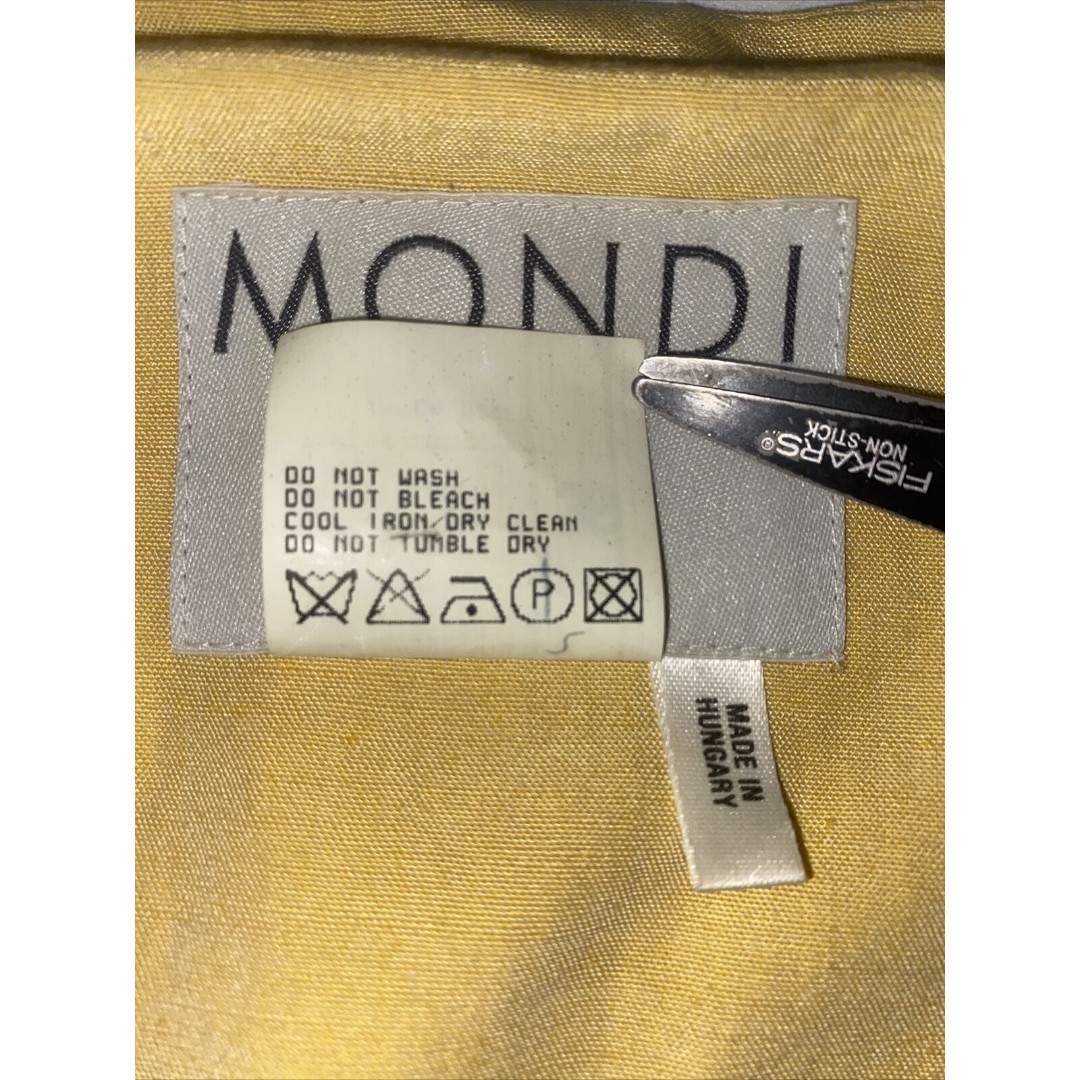 MONDI
DO NOT WASH
DO NOT BLEACH
COOL IRON DRY CLEAN
DO NOT TUMBLE DRY
P
FISKARS®
NON-STICK
MADE IN
HUNGARY